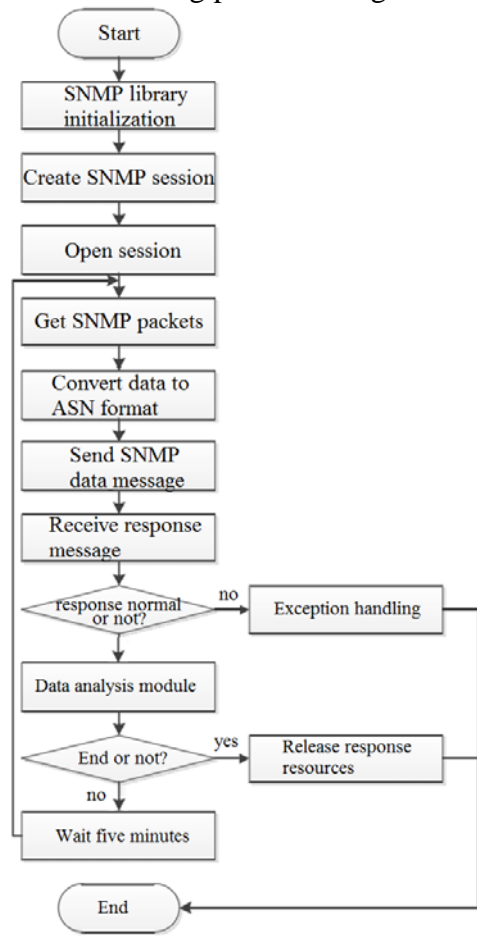 Start
SNMP library
initialization
Create SNMP session
Open session
Get SNMP packets
Convert data to
ASN format
Send SNMP
data message
Receive response
message
response normal
or not?
no
Exception handling
Data analysis module
End or not?
yes
Release response
resources
no
Wait five minutes
End